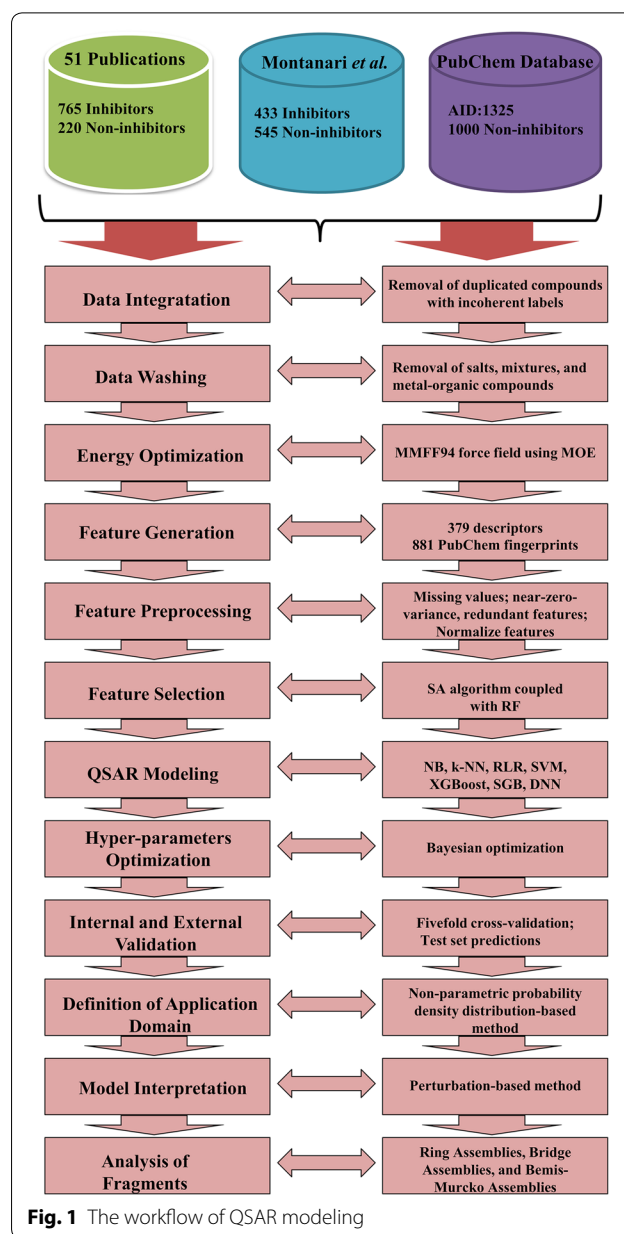 51 Publications
765 Inhibitors
220 Non-inhibitors
Montanari et al.
433 Inhibitors
545 Non-inhibitors
PubChem Database
AID:1325
1000 Non-inhibitors
Data Integratation
Removal of duplicated compounds
with incoherent labels
Data Washing
Removal of salts, mixtures, and
metal-organic compounds
Energy Optimization
MMFF94 force field using MOE
Feature Generation
379 descriptors
881 PubChem fingerprints
Feature Preprocessing
Missing values; near-zero-
variance, redundant features;
Normalize features
Feature Selection
SA algorithm coupled
with RF
QSAR Modeling
NB, k-NN, RLR, SVM,
XGBoost, SGB, DNN
Hyper-parameters
Optimization
Bayesian optimization
Internal and External
Validation
Fivefold cross-validation;
Test set predictions
Definition of Application
Domain
Non-parametric probability
density distribution-based
method
Model Interpretation
Perturbation-based method
Analysis of
Fragments
Ring Assemblies, Bridge
Assemblies, and Bemis-
Murcko Assemblies
Fig. 1 The workflow of QSAR modeling